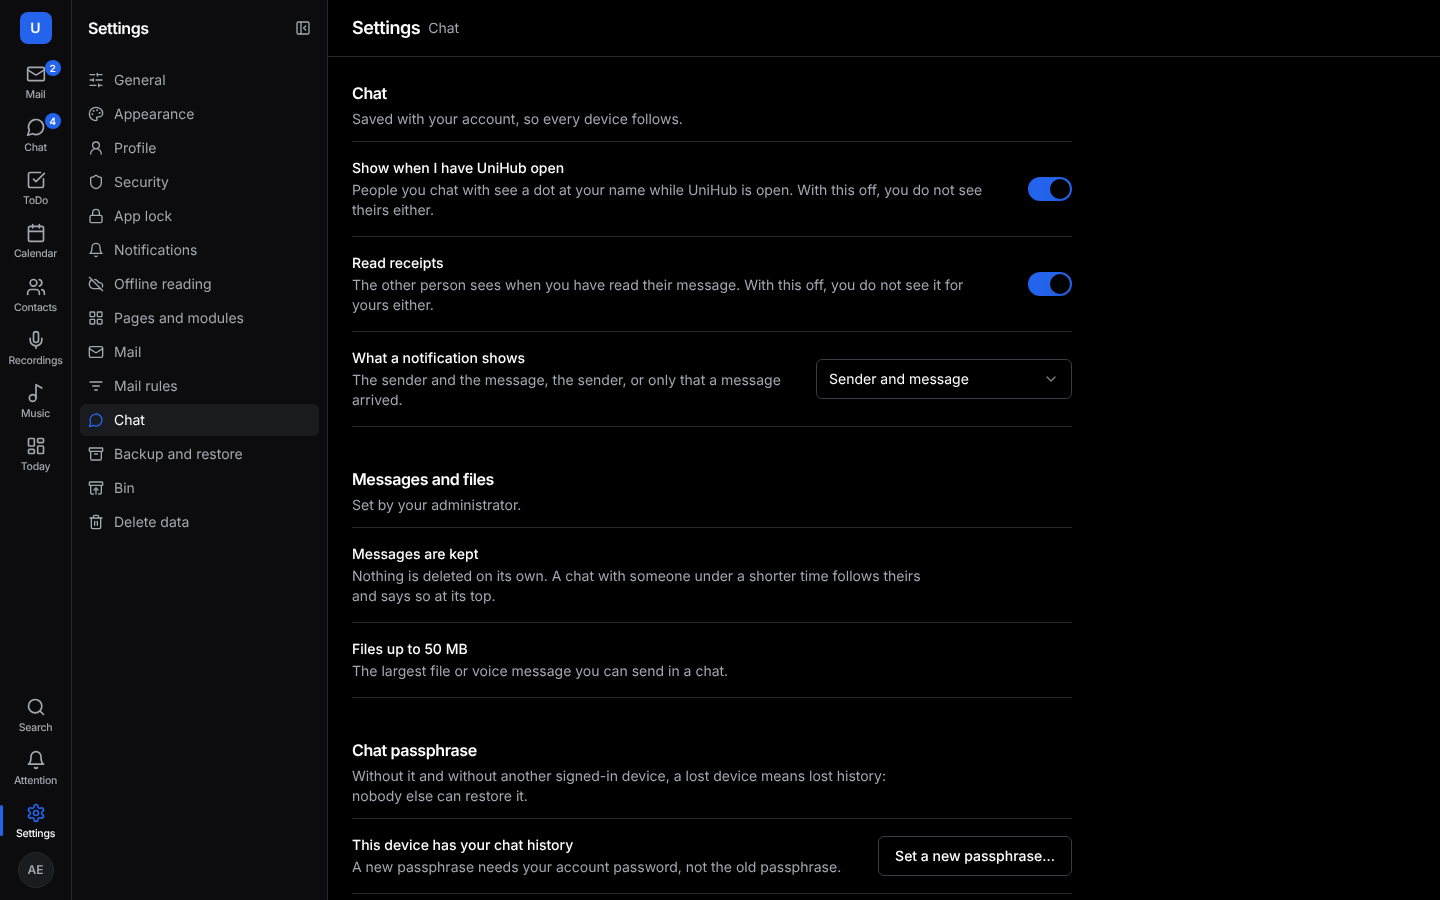 U
Settings
Settings Chat
2
Mail
4
Chat
ToDo
Calendar
Contacts
Recordings
Music
Today
Search
Attention
Settings
AE
General
Appearance
Profile
Security
App lock
Notifications
Offline reading
Pages and modules
Mail
Mail rules
Chat
Backup and restore
Bin
Delete data
Chat
Saved with your account, so every device follows.
Show when I have UniHub open
People you chat with see a dot at your name while UniHub is open. With this off, you do not see
theirs either.
Read receipts
The other person sees when you have read their message. With this off, you do not see it for
yours either.
What a notification shows
The sender and the message, the sender, or only that a message
arrived.
Sender and message
Messages and files
Set by your administrator.
Messages are kept
Nothing is deleted on its own. A chat with someone under a shorter time follows theirs
and says so at its top.
Files up to 50 MB
The largest file or voice message you can send in a chat.
Chat passphrase
Without it and without another signed-in device, a lost device means lost history:
nobody else can restore it.
This device has your chat history
A new passphrase needs your account password, not the old passphrase.
Set a new passphrase...